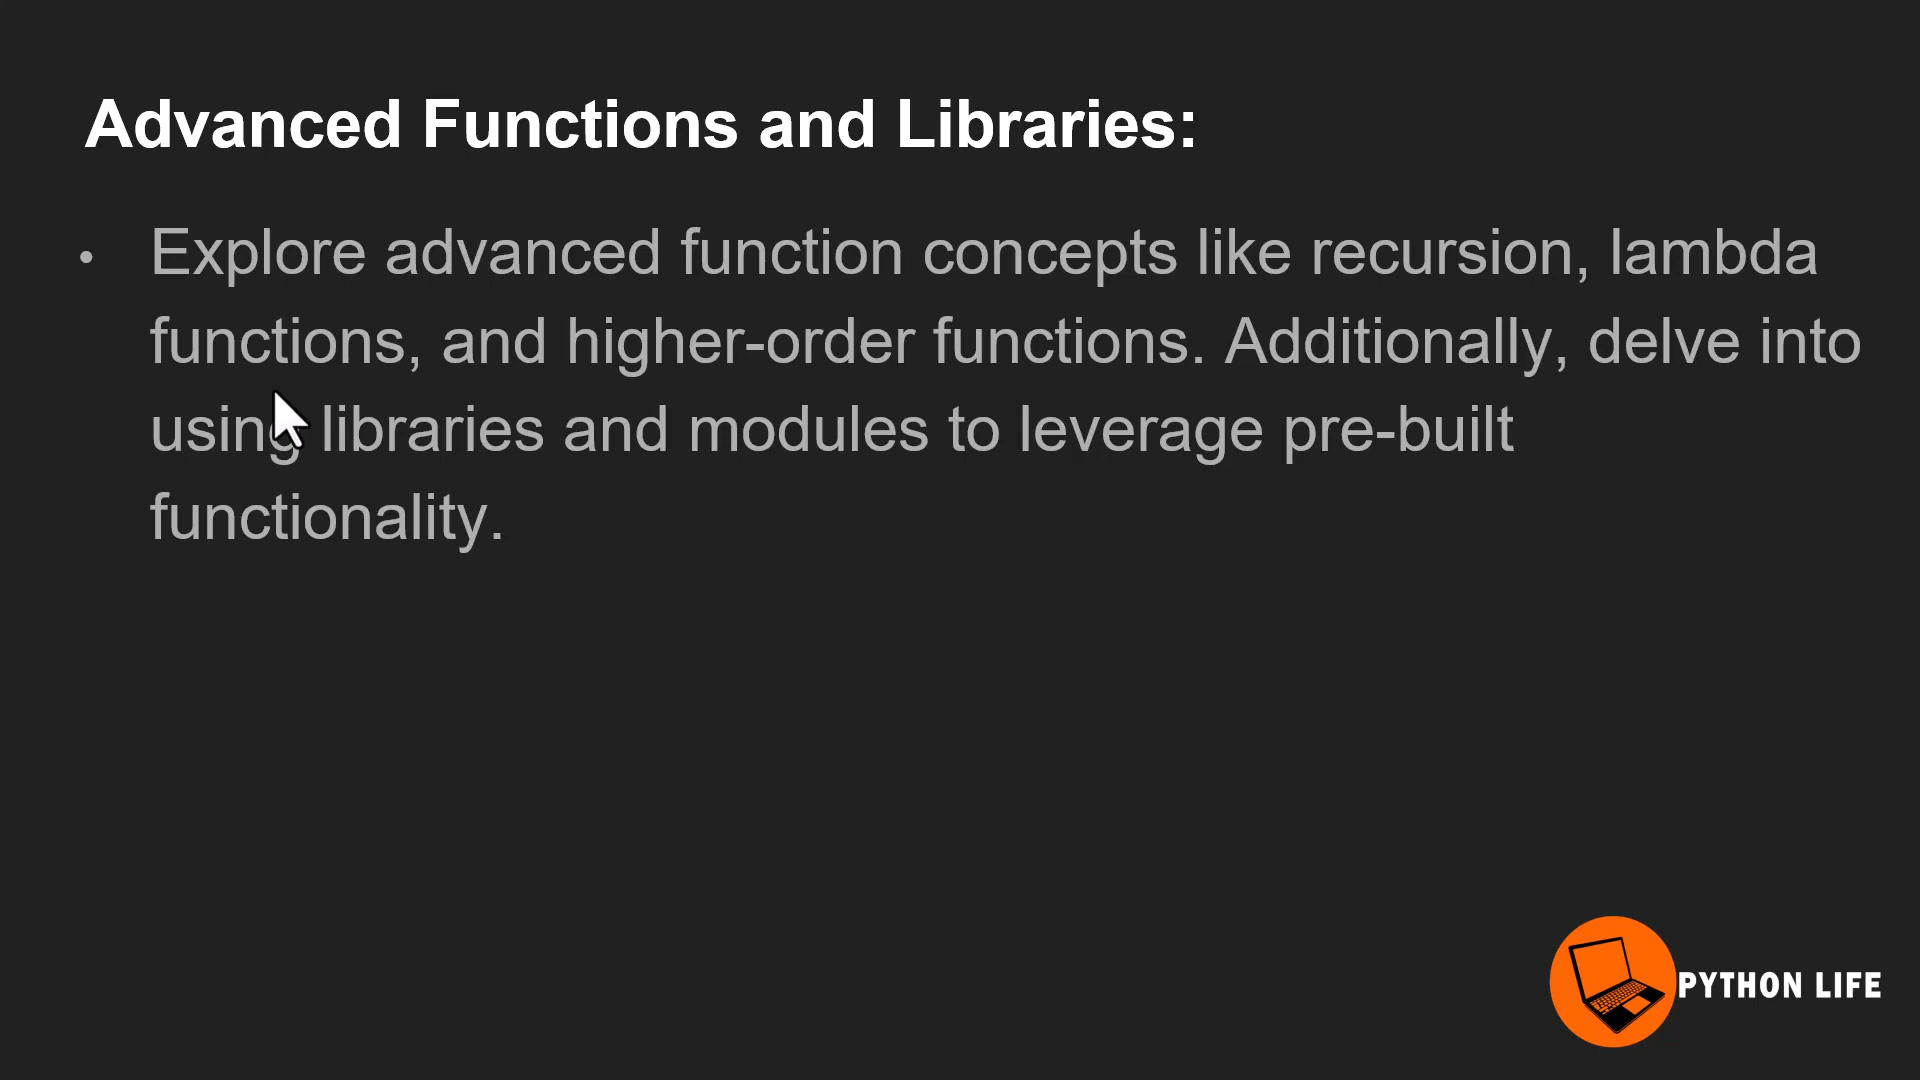 Advanced Functions and Libraries:
• Explore advanced function concepts like recursion, lambda
functions, and higher-order functions. Additionally, delve into
using libraries and modules to leverage pre-built
functionality.
PYTHON LIFE